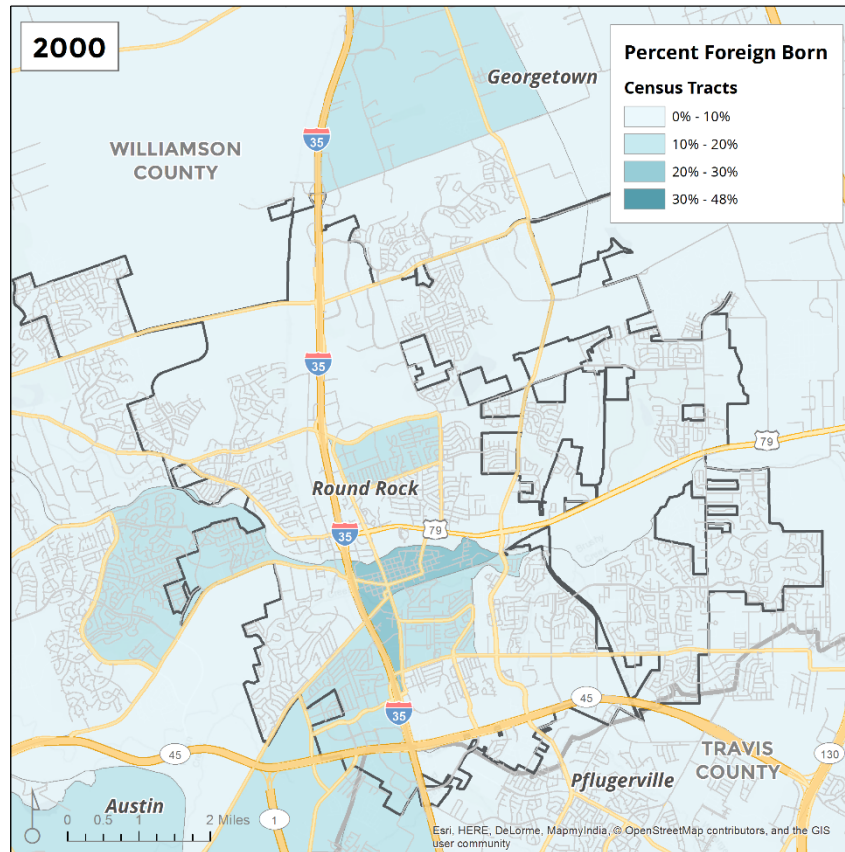 2000
Percent Foreign Born
Census Tracts
0% - 10%
10% - 20%
20% - 30%
30% - 48%
Georgetown
35
WILLIAMSON
COUNTY
35
79
Round Rock
79
35
45
35
45
TRAVIS
COUNTY
130
Pflugerville
Austin
0 0.5 1 2 Miles
1
Esri, HERE, DeLorme, MapmyIndia, © OpenStreetMap contributors, and the GIS
user community